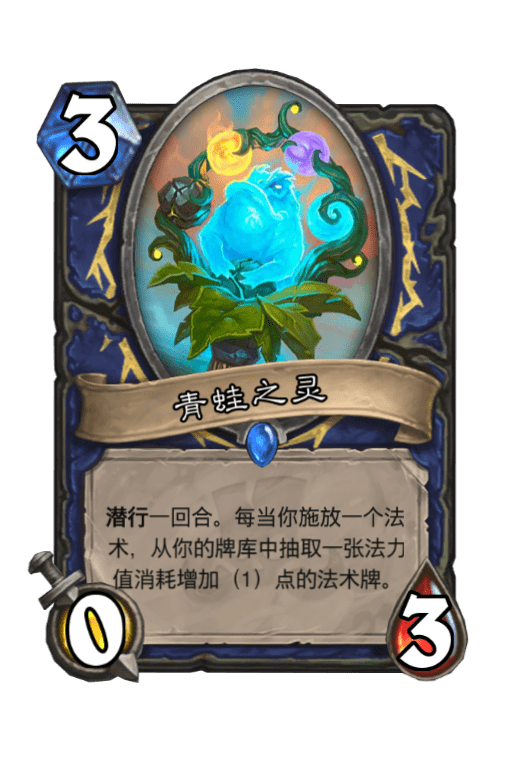 3
青蛙之灵
潜行一回合。每当你施放一个法
术，从你的牌库中抽取一张法力
值消耗增加（1）点的法术牌。
0
3